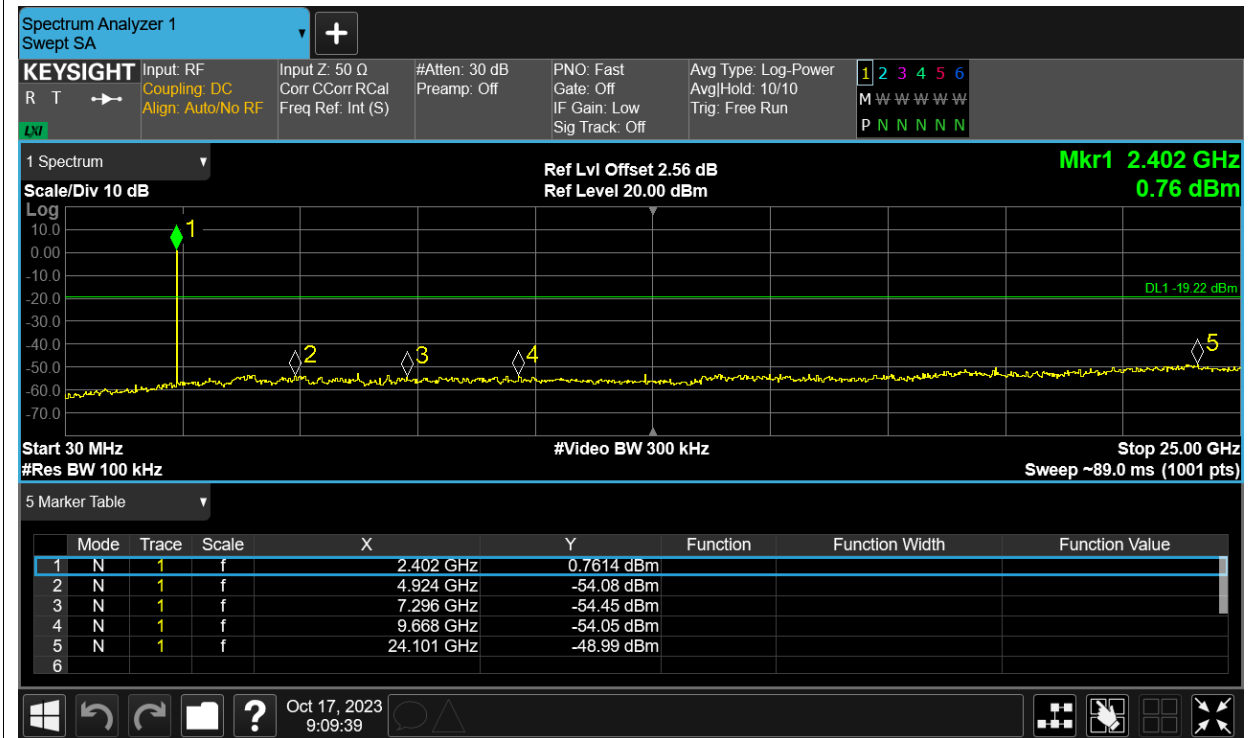 Spectrum Analyzer 1
Swept SA
+
KEYSIGHT
R T
LXI
Input: RF
Coupling: DC
Align: Auto/No RF
Input Z: 50 Ω
Corr CCorr RCal
Freq Ref: Int (S)
#Atten: 30 dB
Preamp: Off
PNO: Fast
Gate: Off
IF Gain: Low
Sig Track: Off
Avg Type: Log-Power
Avg|Hold: 10/10
Trig: Free Run
1 2 3 4 5 6
M W W W W W
P N N N N N
1 Spectrum
Ref Lvl Offset 2.56 dB
Mkr1 2.402 GHz
Scale/Div 10 dB
Ref Level 20.00 dBm
0.76 dBm
Log
10.0
0.00
-10.0
-20.0
-30.0
-40.0
-50.0
-60.0
-70.0
1
DL1 -19.22 dBm
2
3
4
5
Start 30 MHz
#Video BW 300 kHz
Stop 25.00 GHz
#Res BW 100 kHz
Sweep ~89.0 ms (1001 pts)
5 Marker Table
Mode Trace Scale X Y Function Function Width Function Value
1 N 1 f 2.402 GHz 0.7614 dBm
2 N 1 f 4.924 GHz -54.08 dBm
3 N 1 f 7.296 GHz -54.45 dBm
4 N 1 f 9.668 GHz -54.05 dBm
5 N 1 f 24.101 GHz -48.99 dBm
6
?
Oct 17, 2023
9:09:39